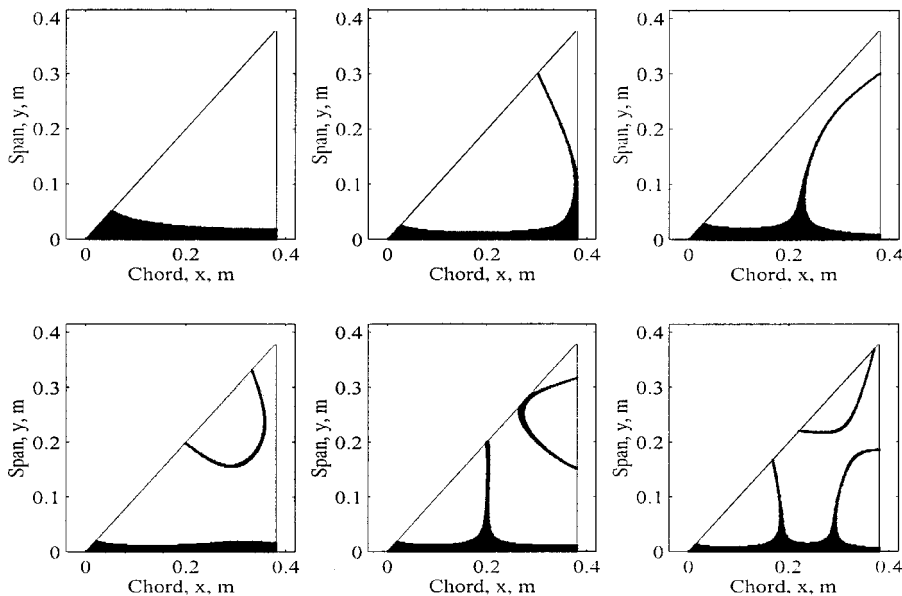 0.4 0.4 0.4
0.3 0.3 0.3
Span, y, m Span, y, m Span, y, m
0.2 0.2 0.2
0.1 0.1 0.1
0 0 0
0 0.2 0.4 0 0.2 0.4 0 0.2 0.4
Chord, x, m Chord, x, m Chord, x, m
0.4 0.4 0.4
0.3 0.3 0.3
Span, y, m Span, y, m Span, y, m
0.2 0.2 0.2
0.1 0.1 0.1
0 0 0
0 0.2 0.4 0 0.2 0.4 0 0.2 0.4
Chord, x, m Chord, x, m Chord, x, m